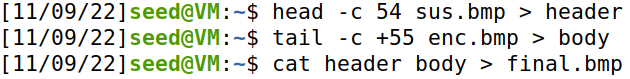 [11/09/22]seed@VM:~$ head -c 54 sus.bmp > header
[11/09/22]seed@VM:~$ tail -c +55 enc.bmp > body
[11/09/22]seed@VM:~$ cat header body > final.bmp